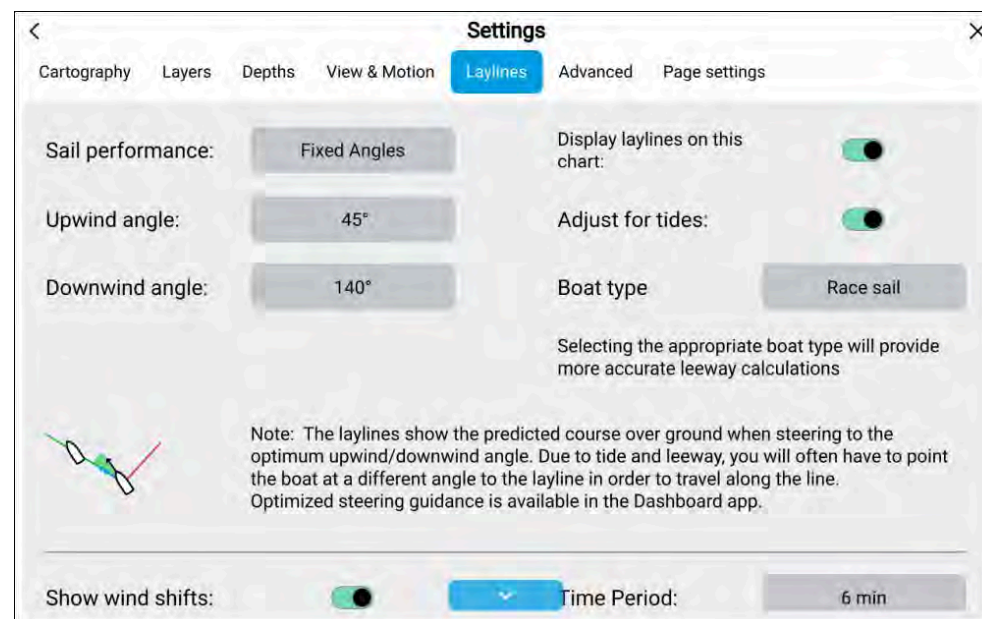 Settings
Cartography Layers Depths View & Motion Laylines Advanced Page settings
Sail performance: Fixed Angles
Display laylines on this
chart:
Upwind angle: 45°
Adjust for tides:
Downwind angle: 140°
Boat type Race sail
Selecting the appropriate boat type will provide
more accurate leeway calculations
Note: The laylines show the predicted course over ground when steering to the
optimum upwind/downwind angle. Due to tide and leeway, you will often have to point
the boat at a different angle to the layline in order to travel along the line.
Optimized steering guidance is available in the Dashboard app.
Show wind shifts:
Time Period: 6 min